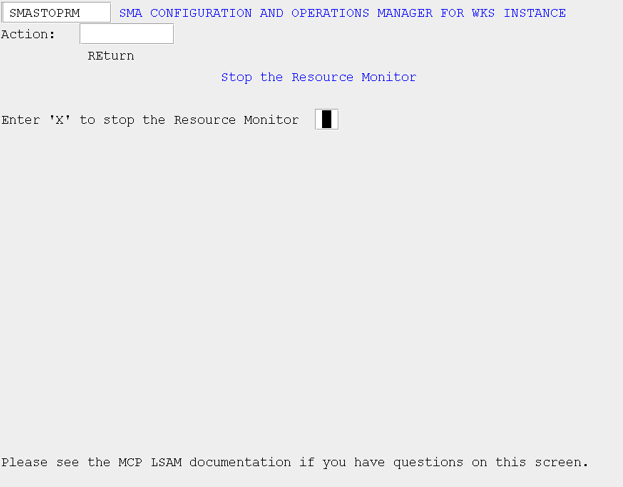 SMASTOPRM SMA CONFIGURATION AND OPERATIONS MANAGER FOR WKS INSTANCE
Action:
REturn
Stop the Resource Monitor
Enter 'X' to stop the Resource Monitor
Please see the MCP LSAM documentation if you have questions on this screen.